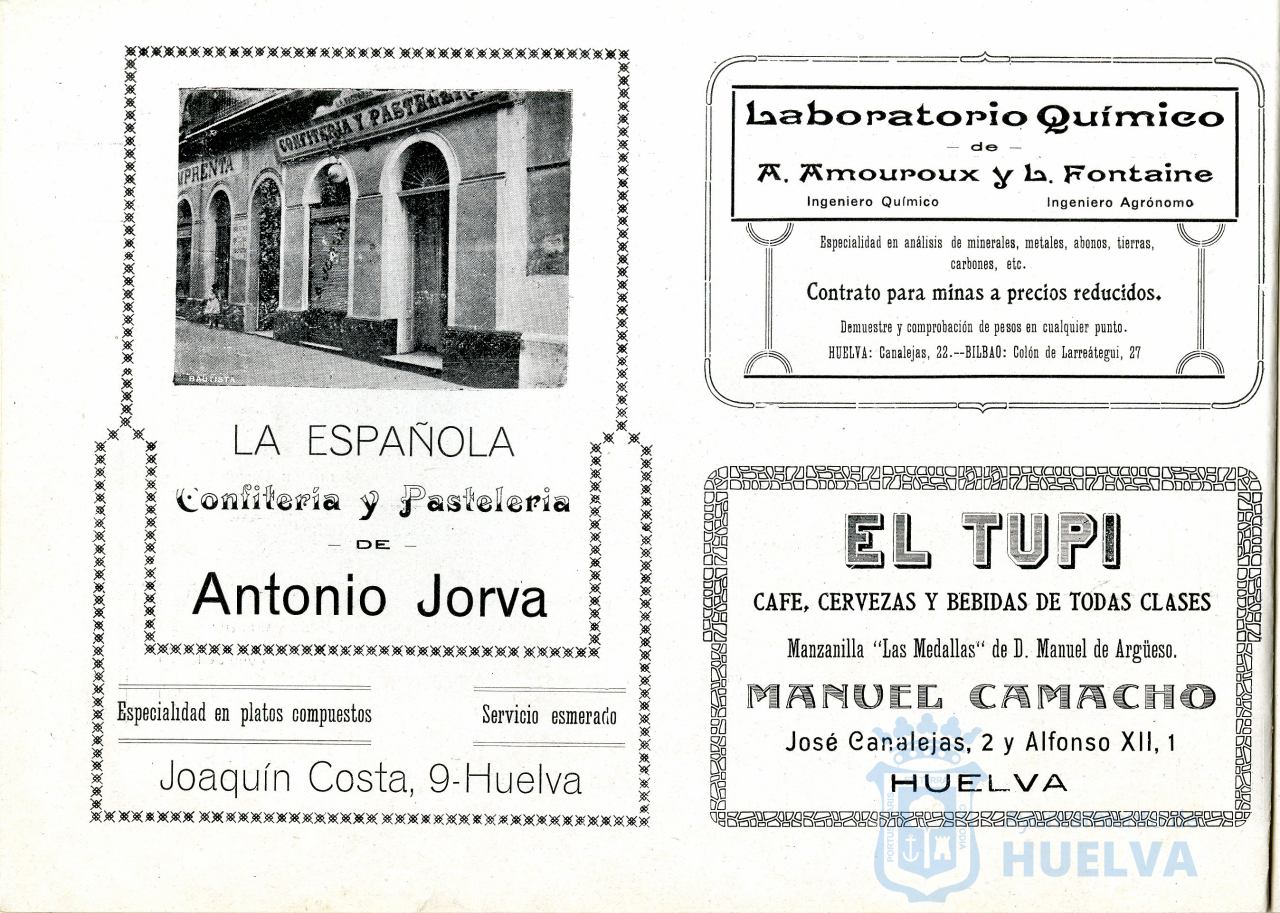 IMPRENTA
CONFITERIA Y PASTELERIA
BAUTISTA
LA ESPAÑOLA
Confitería y Pasteleria
- DE -
Antonio Jorva
Especialidad en platos compuestos
Servicio esmerado
Joaquín Costa, 9-Huelva
Laboratorio Químico
- de -
A. Amouroux y L. Fontaine
Ingeniero Químico Ingeniero Agrónomo
Especialidad en análisis de minerales, metales, abonos, tierras,
carbones, etc.
Contrato para minas a precios reducidos.
Demuestre y comprobación de pesos en cualquier punto.
HUELVA: Canalejas, 22.--BILBAO: Colón de Larreátegui, 27
EL TUPI
CAFE, CERVEZAS Y BEBIDAS DE TODAS CLASES
Manzanilla "Las Medallas" de D. Manuel de Argüeso.
MANUEL CAMACHO
José Canalejas, 2 y Alfonso XII, 1
HUELVA
HUELVA